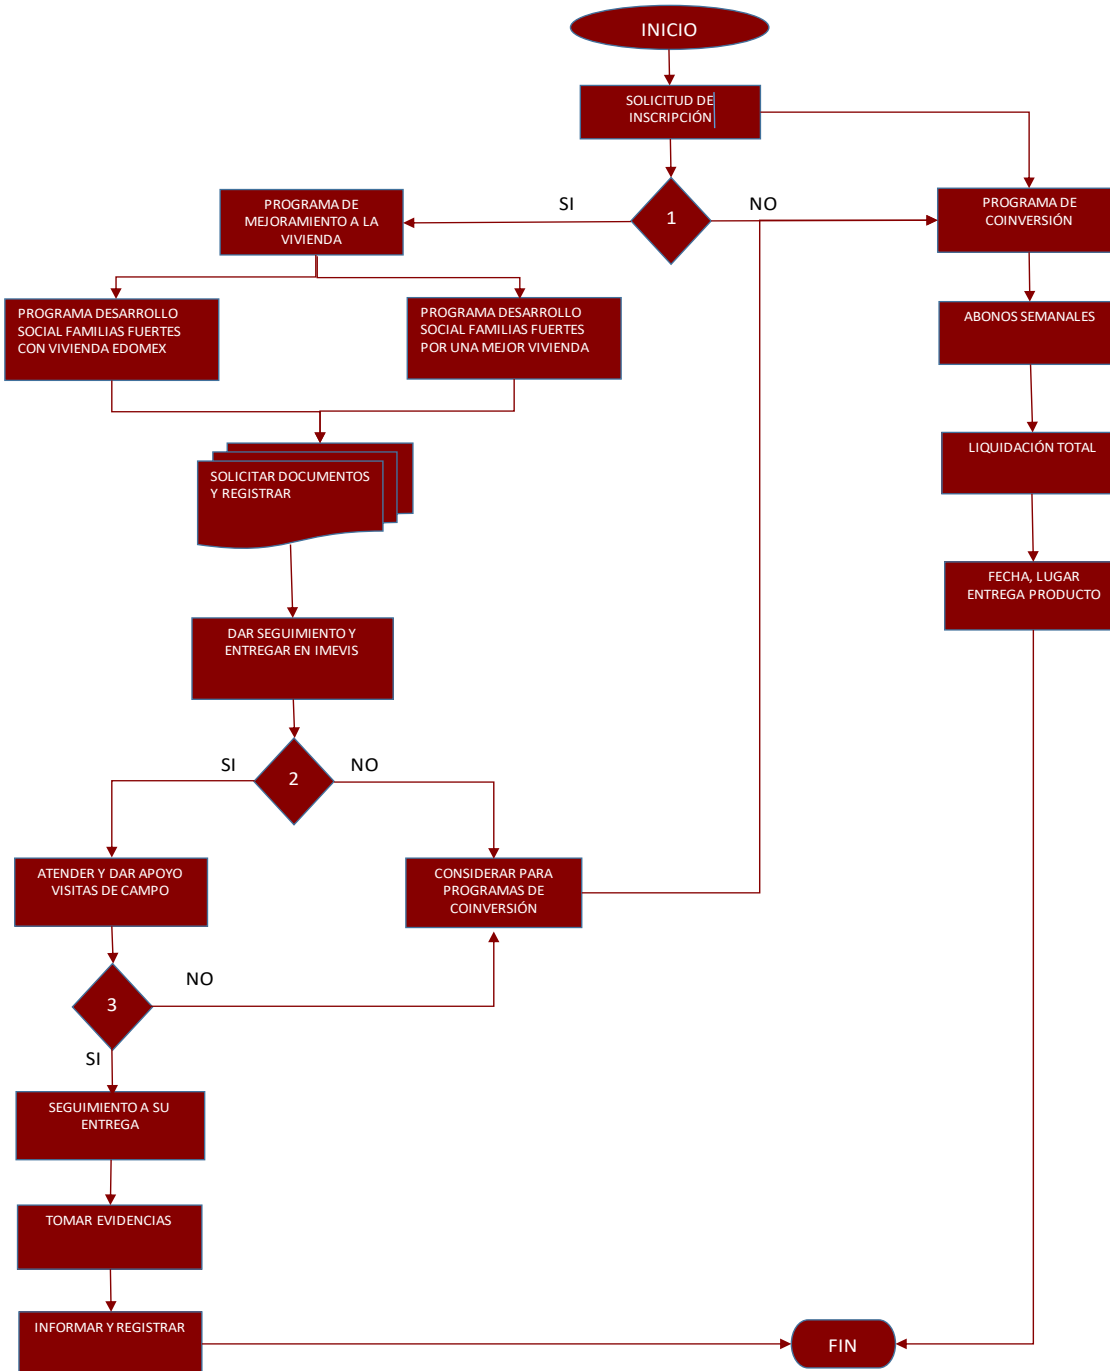 INICIO
SOLICITUD DE
INSCRIPCIÓN
SI
1
NO
PROGRAMA DE
MEJORAMIENTO A LA
VIVIENDA
PROGRAMA DE
COINVERSIÓN
PROGRAMA DESARROLLO
SOCIAL FAMILIAS FUERTES
CON VIVIENDA EDOMEX
PROGRAMA DESARROLLO
SOCIAL FAMILIAS FUERTES
POR UNA MEJOR VIVIENDA
ABONOS SEMANALES
SOLICITAR DOCUMENTOS
Y REGISTRAR
LIQUIDACIÓN TOTAL
FECHA, LUGAR
ENTREGA PRODUCTO
DAR SEGUIMIENTO Y
ENTREGAR EN IMEVIS
SI
2
NO
ATENDER Y DAR APOYO
VISITAS DE CAMPO
CONSIDERAR PARA
PROGRAMAS DE
COINVERSIÓN
3
NO
SI
SEGUIMIENTO A SU
ENTREGA
TOMAR EVIDENCIAS
INFORMAR Y REGISTRAR
FIN